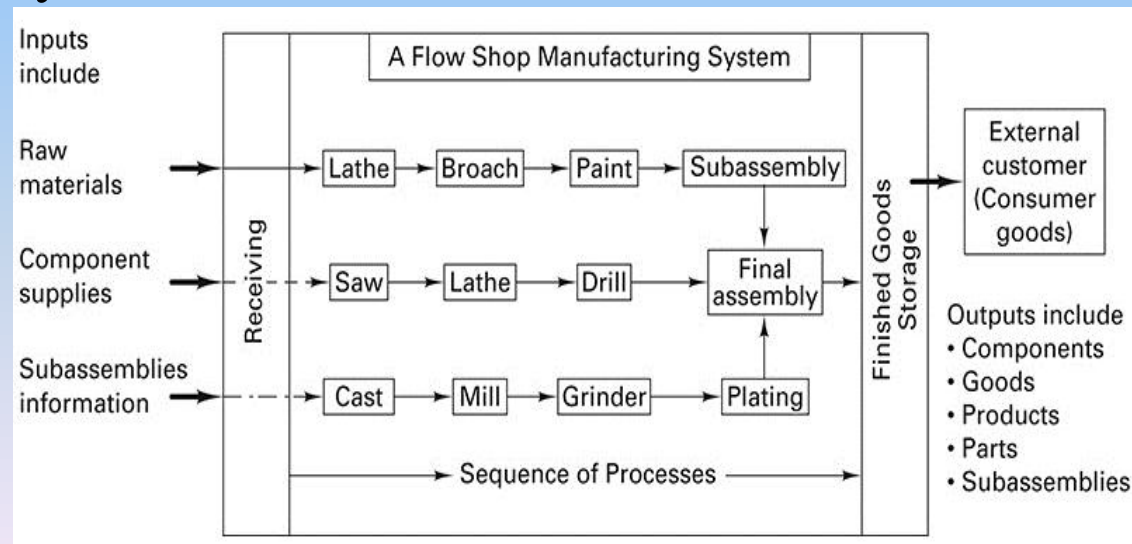 Inputs
include
A Flow Shop Manufacturing System
Raw
materials
Lathe
Broach
Paint
Subassembly
Component
supplies
Receiving
Saw
Lathe
Drill
Final
assembly
Subassemblies
information
Cast
Mill
Grinder
Plating
Sequence of Processes
Finished Goods
Storage
External
customer
(Consumer
goods)
Outputs include
• Components
• Goods
• Products
• Parts
• Subassemblies